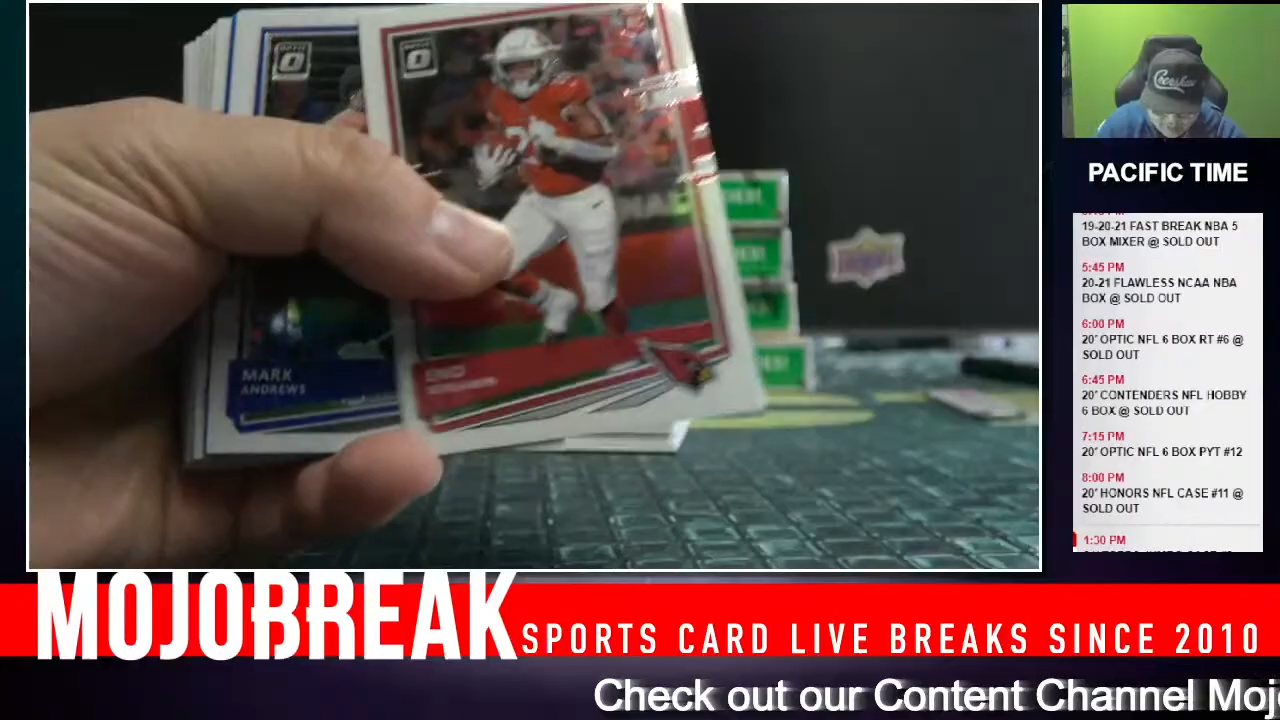 MARK
ANDREWS
PACIFIC TIME
19-20-21 FAST BREAK NBA 5
BOX MIXER @ SOLD OUT
5:45 PM
20-21 FLAWLESS NCAA NBA
BOX @ SOLD OUT
6:00 PM
20' OPTIC NFL 6 BOX RT #6 @
SOLD OUT
6:45 PM
20' CONTENDERS NFL HOBBY
6 BOX @ SOLD OUT
7:15 PM
20' OPTIC NFL 6 BOX PYT #12
8:00 PM
20' HONORS NFL CASE #11 @
SOLD OUT
1:30 PM
MOJOBREAK
SPORTS CARD LIVE BREAKS SINCE 2010
Check out our Content Channel Moj